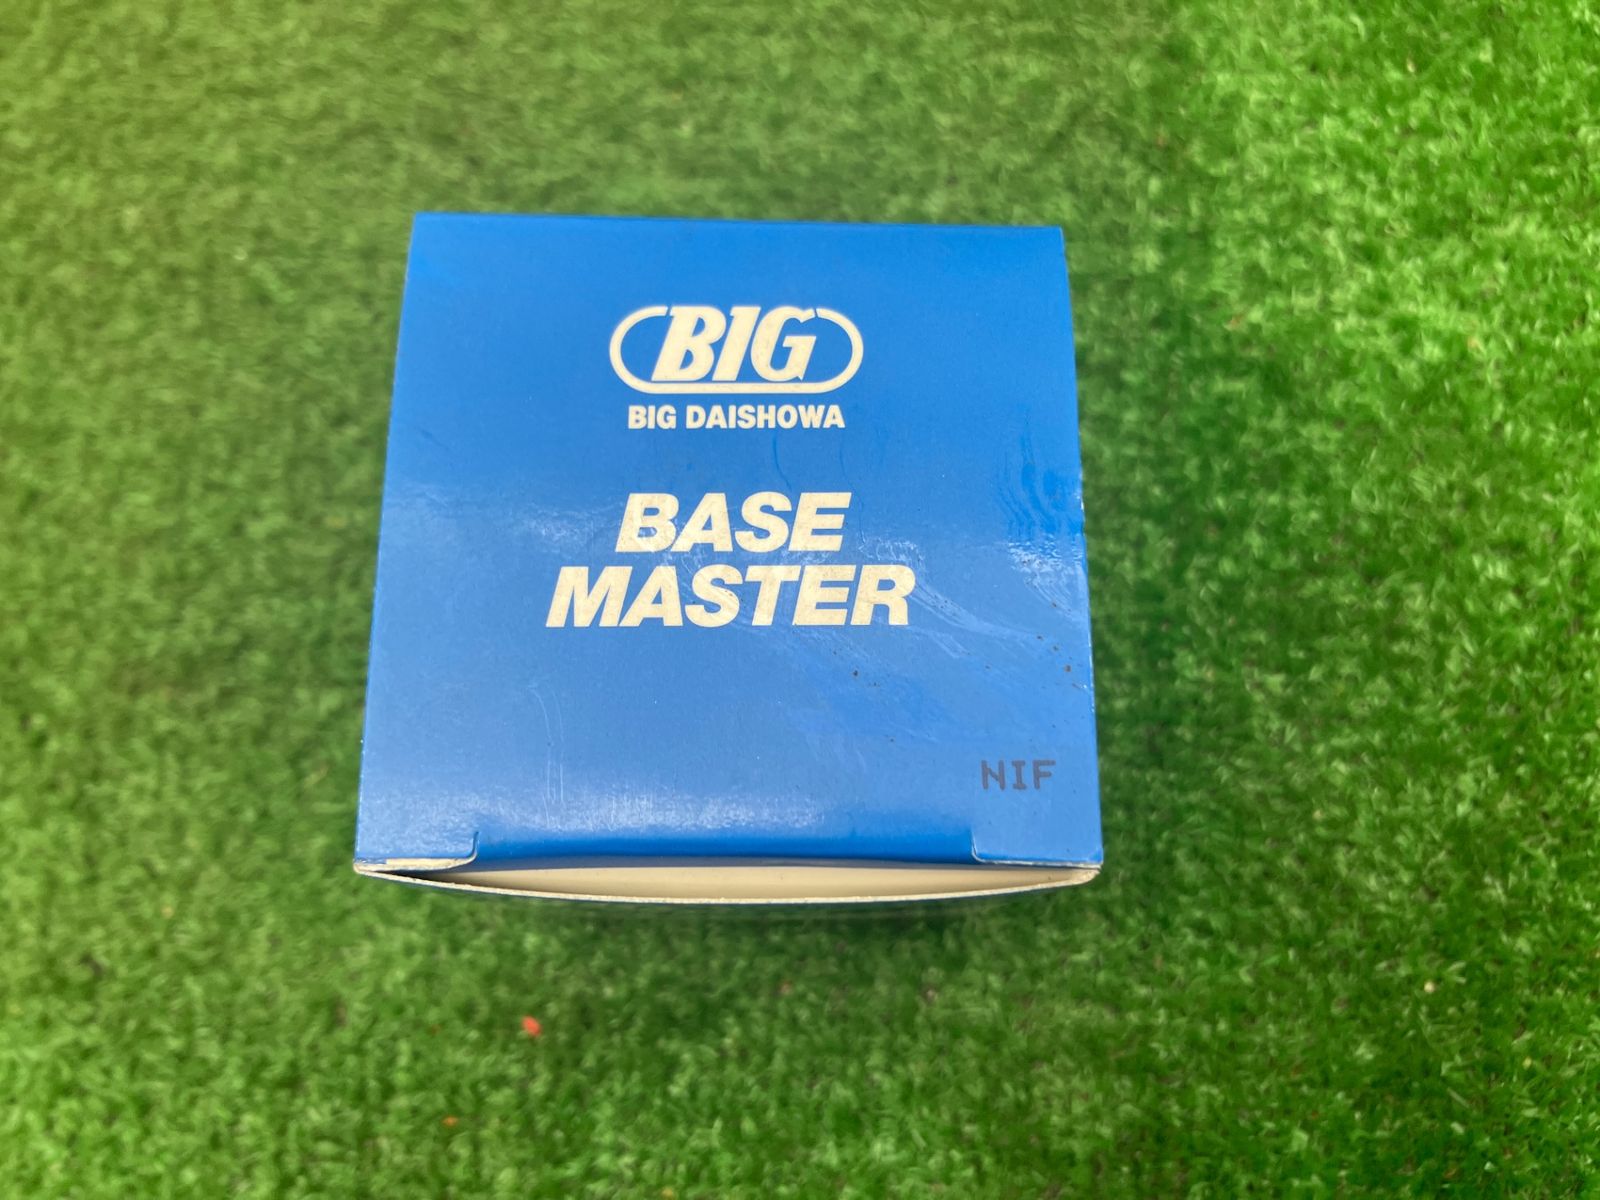 BIG
BIG DAISHOWA
BASE
MASTER
NIF